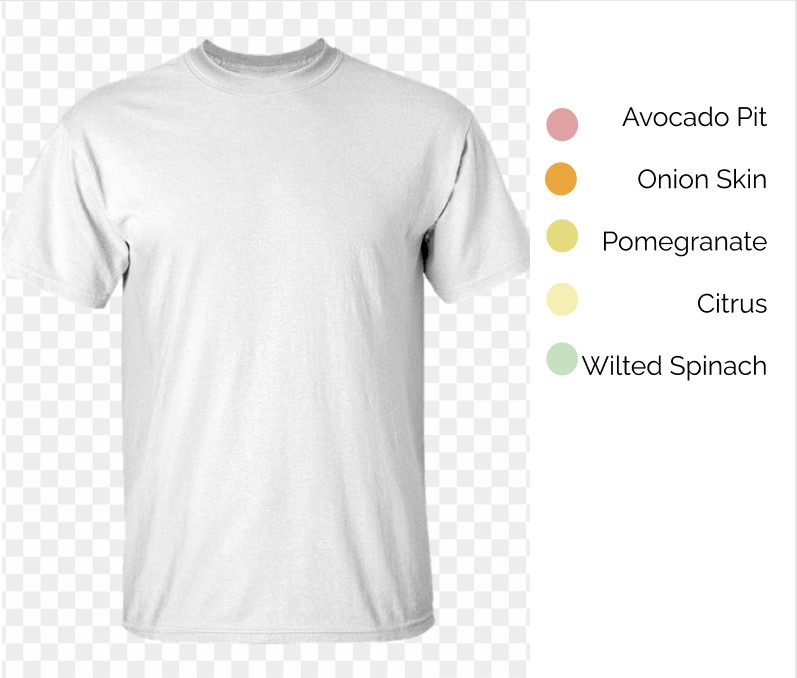 Avocado Pit
Onion Skin
Pomegranate
Citrus
Wilted Spinach